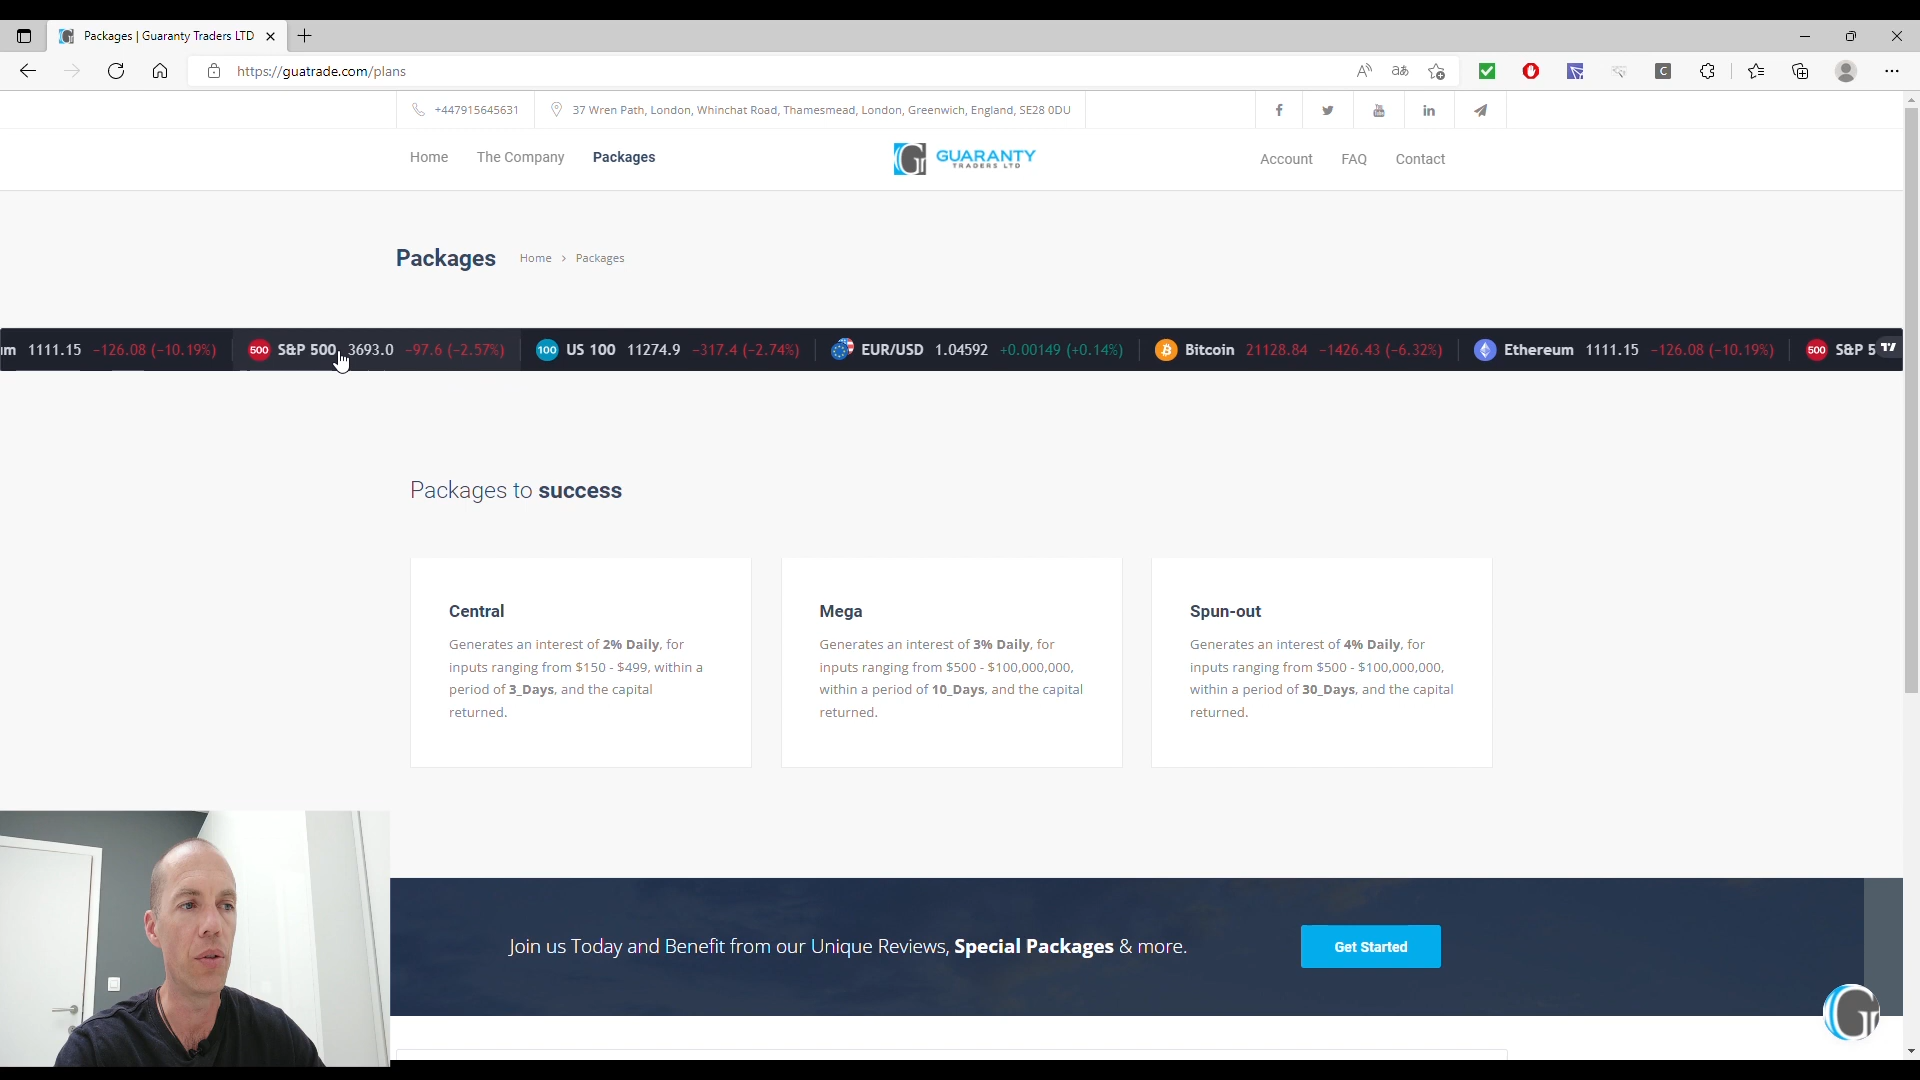 Packages | Guaranty Traders LTD
https://guatrade.com/plans
+447915645631
37 Wren Path, London, Whinchat Road, Thamesmead, London, Greenwich, England, SE28 0DU
Home
The Company
Packages
GUARANTY
TRADERS LTD
Account
FAQ
Contact
Packages
Home > Packages
um 1111.15 -126.08 (-10.19%) 500 S&P 500 3693.0 -97.6 (-2.57%) 100 US 100 11274.9 -317.4 (-2.74%) EUR/USD 1.04592 +0.00149 (+0.14%) Bitcoin 21128.84 -1426.43 (-6.32%) Ethereum 1111.15 -126.08 (-10.19%) 500 S&P 5
Packages to success
Central
Generates an interest of 2% Daily, for
inputs ranging from $150 - $499, within a
period of 3_Days, and the capital
returned.
Mega
Generates an interest of 3% Daily, for
inputs ranging from $500 - $100,000,000,
within a period of 10_Days, and the capital
returned.
Spun-out
Generates an interest of 4% Daily, for
inputs ranging from $500 - $100,000,000,
within a period of 30_Days, and the capital
returned.
Join us Today and Benefit from our Unique Reviews, Special Packages & more.
Get Started